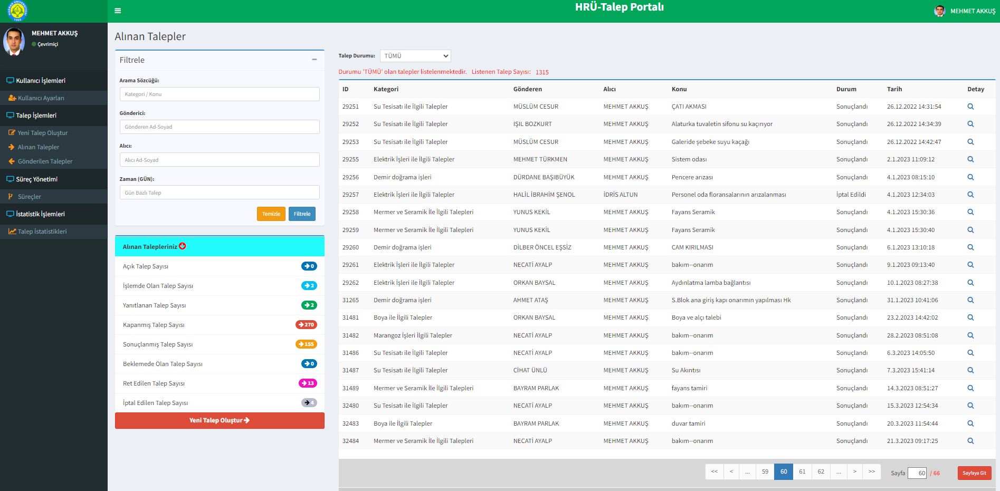 HRÜ-Talep Portalı
MEHMET AKKUŞ
MEHMET AKKUŞ
Çevrimiçi
Kullanıcı İşlemleri
Kullanıcı Ayarları
Talep İşlemleri
Yeni Talep Oluştur
Alınan Talepler
Gönderilen Talepler
Süreç Yönetimi
Süreçler
İstatistik İşlemleri
Talep İstatistikleri
Alınan Talepler
Filtrele
Arama Sözcüğü:
Kategori / Konu
Gönderici:
Gönderen Ad-Soyad
Alıcı:
Alıcı Ad-Soyad
Zaman (GÜN):
Gün Bazlı Talep
Temizle Filtrele
Alınan Talepleriniz
Açık Talep Sayısı 0
İşlemde Olan Talep Sayısı 2
Yanıtlanan Talep Sayısı 2
Kapanmış Talep Sayısı 270
Sonuçlanmış Talep Sayısı 155
Beklemede Olan Talep Sayısı 0
Ret Edilen Talep Sayısı 13
İptal Edilen Talep Sayısı 4
Yeni Talep Oluştur
Talep Durumu: TÜMÜ
Durumu 'TÜMÜ' olan talepler listelenmektedir. Listenen Talep Sayısı: 1315
ID Kategori Gönderen Alıcı Konu Durum Tarih Detay
29251 Su Tesisatı ile İlgili Talepler MÜSLÜM CESUR MEHMET AKKUŞ ÇATI AKMASI Sonuçlandı 26.12.2022 14:31:54
29252 Su Tesisatı ile İlgili Talepler IŞIL BOZKURT MEHMET AKKUŞ Alaturka tuvaletin sifonu su kaçırıyor Sonuçlandı 26.12.2022 14:34:39
29253 Su Tesisatı ile İlgili Talepler MÜSLÜM CESUR MEHMET AKKUŞ Galeride şebeke suyu kaçağı Sonuçlandı 26.12.2022 14:42:47
29255 Elektrik İşleri ile İlgili Talepler MEHMET TÜRKMEN MEHMET AKKUŞ Sistem odası Sonuçlandı 2.1.2023 11:09:12
29256 Demir doğrama işleri DÜRDANE BAŞIBÜYÜK MEHMET AKKUŞ Pencere arızası Sonuçlandı 4.1.2023 08:15:10
29257 Elektrik İşleri ile İlgili Talepler HALİL İBRAHİM ŞENOL İDRİS ALTUN Personel oda floransalarının arızalanması İptal Edildi 4.1.2023 12:34:03
29258 Mermer ve Seramik İle İlgili Talepleri YUNUS KEKİL MEHMET AKKUŞ Fayans Seramik Sonuçlandı 4.1.2023 15:30:36
29259 Mermer ve Seramik İle İlgili Talepleri YUNUS KEKİL MEHMET AKKUŞ Fayans Seramik Sonuçlandı 4.1.2023 15:30:40
29260 Demir doğrama işleri DİLBER ÖNCEL EŞSİZ MEHMET AKKUŞ CAM KIRILMASI Sonuçlandı 6.1.2023 13:10:18
29261 Elektrik İşleri ile İlgili Talepler NECATİ AYALP MEHMET AKKUŞ bakım--onarım Sonuçlandı 9.1.2023 09:13:40
29262 Elektrik İşleri ile İlgili Talepler ORKAN BAYSAL MEHMET AKKUŞ Aydınlatma lamba bağlantısı Sonuçlandı 10.1.2023 08:27:38
31265 Demir doğrama işleri AHMET ATAŞ MEHMET AKKUŞ S.Blok ana giriş kapı onarımın yapılması Hk Sonuçlandı 31.1.2023 10:41:06
31481 Boya ile İlgili Talepler ORKAN BAYSAL MEHMET AKKUŞ Boya ve alçı talebi Sonuçlandı 23.2.2023 14:42:02
31482 Marangoz İşleri İlgili Talepler NECATİ AYALP MEHMET AKKUŞ bakım--onarım Sonuçlandı 28.2.2023 08:51:08
31486 Su Tesisatı ile İlgili Talepler NECATİ AYALP MEHMET AKKUŞ bakım--onarım Sonuçlandı 6.3.2023 14:05:50
31487 Su Tesisatı ile İlgili Talepler CİHAT ÜNLÜ MEHMET AKKUŞ Su Akıntısı Sonuçlandı 7.3.2023 15:41:14
31489 Mermer ve Seramik İle İlgili Talepleri BAYRAM PARLAK MEHMET AKKUŞ fayans tamiri Sonuçlandı 14.3.2023 08:51:27
32480 Su Tesisatı ile İlgili Talepler NECATİ AYALP MEHMET AKKUŞ bakım--onarım Sonuçlandı 15.3.2023 12:54:34
32483 Boya ile İlgili Talepler BAYRAM PARLAK MEHMET AKKUŞ duvar tamiri Sonuçlandı 20.3.2023 11:54:44
32484 Mermer ve Seramik İle İlgili Talepleri NECATİ AYALP MEHMET AKKUŞ bakım--onarım Sonuçlandı 21.3.2023 09:17:25
<< < ... 59 60 61 62 ... > >> Sayfa 60 / 66 Sayfaya Git